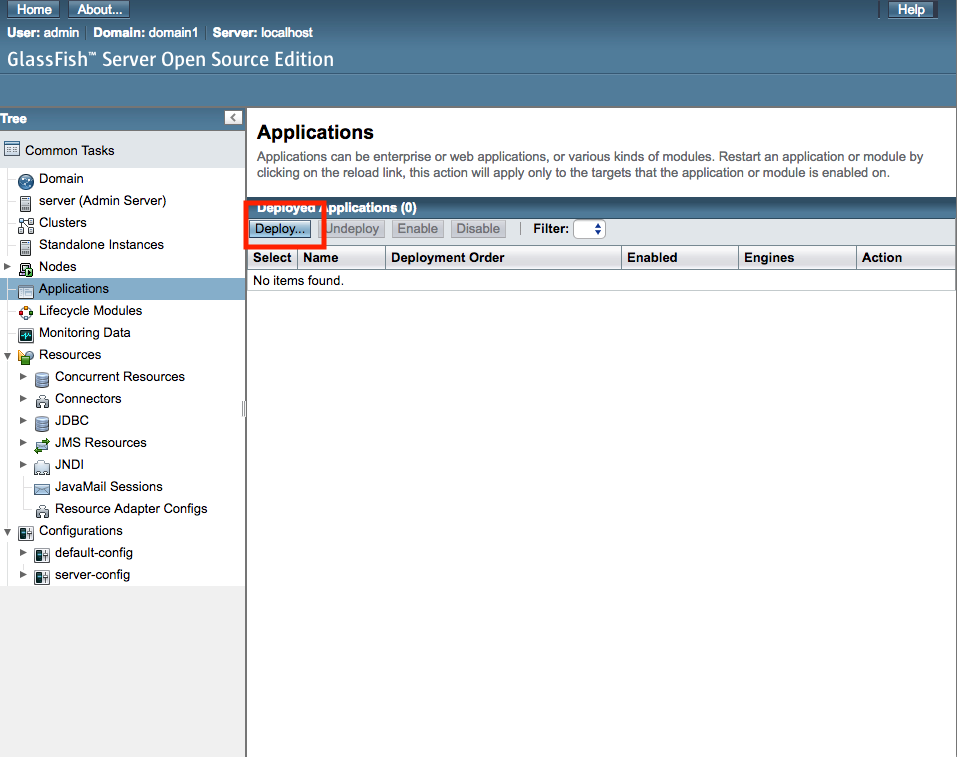 Home About... Help
User: admin Domain: domain1 Server: localhost
GlassFish™ Server Open Source Edition
Tree
Common Tasks
Domain
server (Admin Server)
Clusters
Standalone Instances
Nodes
Applications
Lifecycle Modules
Monitoring Data
Resources
Concurrent Resources
Connectors
JDBC
JMS Resources
JNDI
JavaMail Sessions
Resource Adapter Configs
Configurations
default-config
server-config
Applications
Applications can be enterprise or web applications, or various kinds of modules. Restart an application or module by
clicking on the reload link, this action will apply only to the targets that the application or module is enabled on.
Deployed Applications (0)
Deploy... Undeploy Enable Disable Filter:
Select Name Deployment Order Enabled Engines Action
No items found.